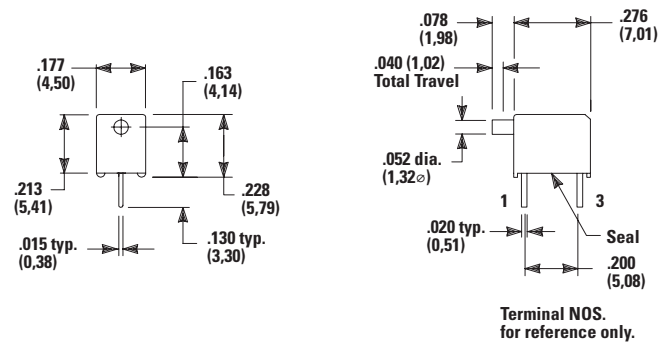 .177
(4,50)
.163
(4,14)
.213
(5,41)
.228
(5,79)
.015 typ.
(0,38)
.130 typ.
(3,30)
.078
(1,98)
.276
(7,01)
.040 (1,02)
Total Travel
.052 dia.
(1,32⌀)
1
3
.020 typ.
(0,51)
Seal
.200
(5,08)
Terminal NOS.
for reference only.